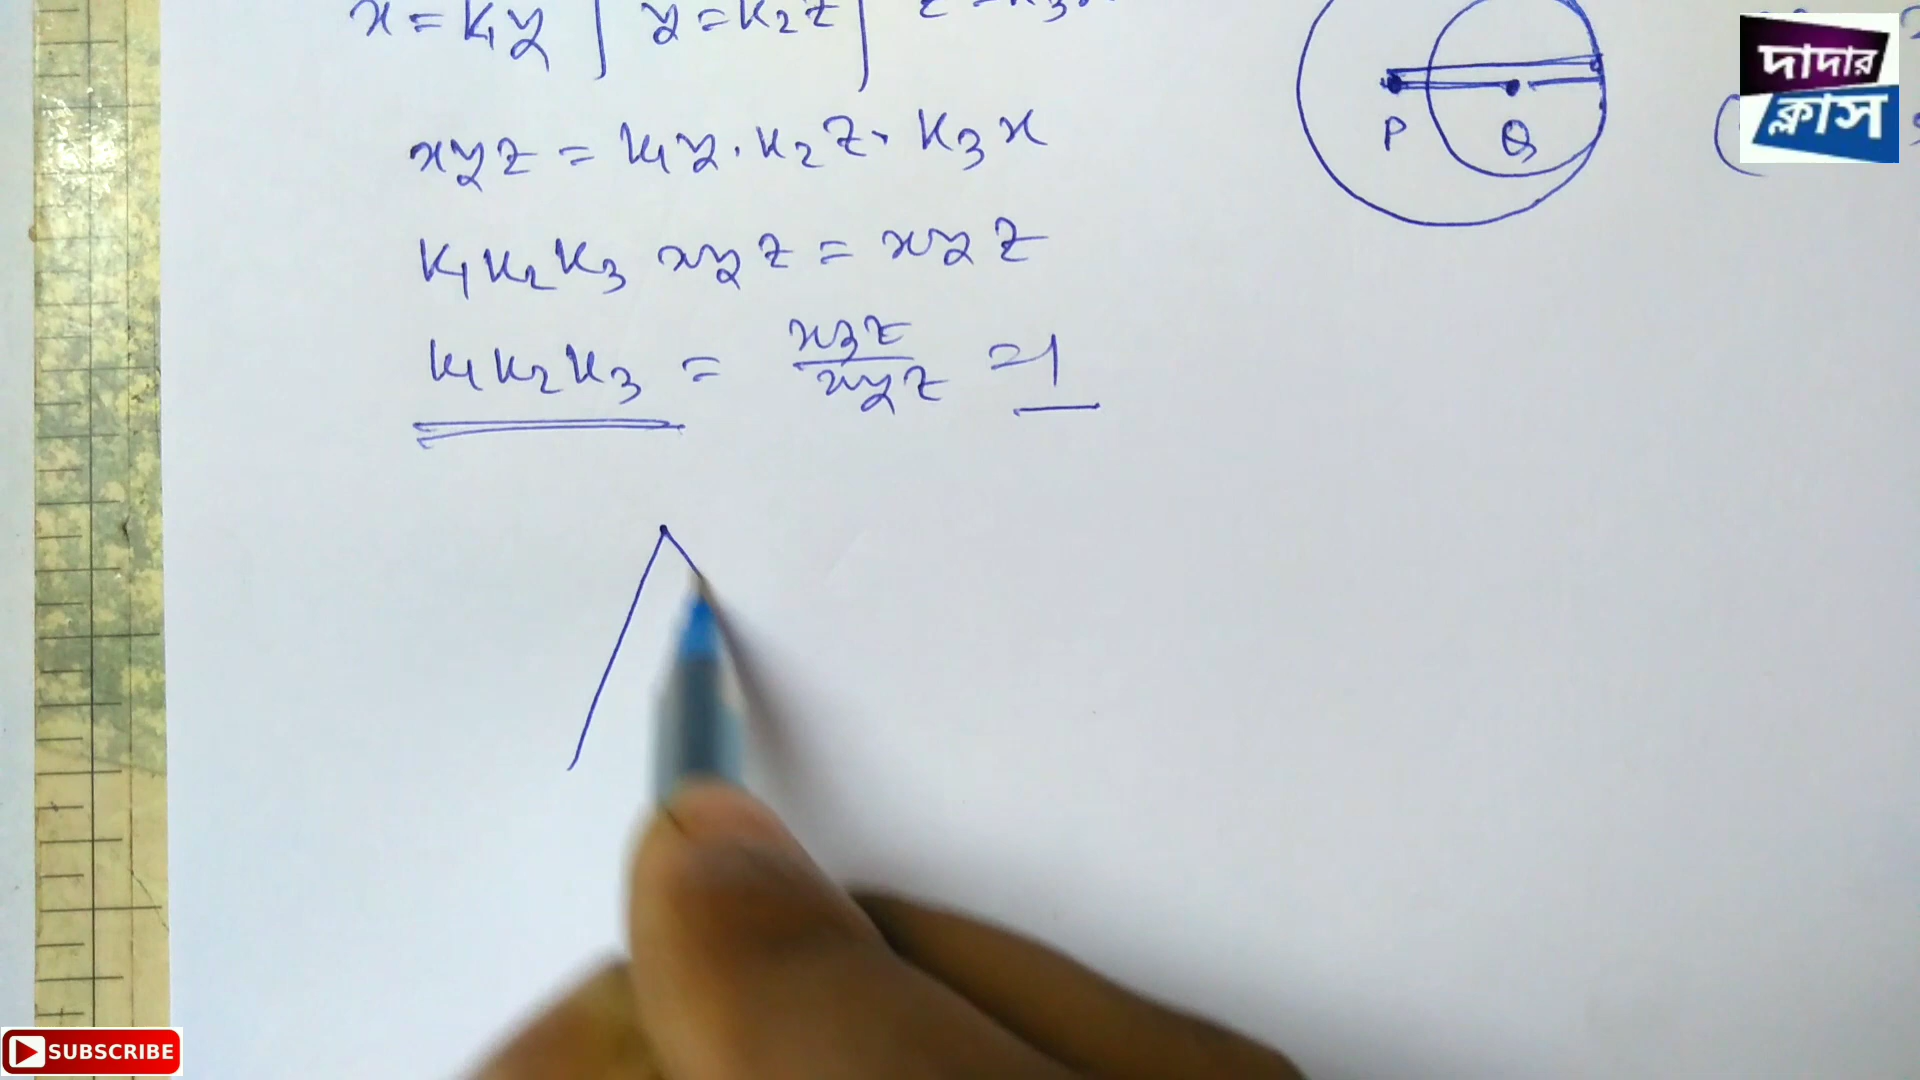 x = k₁y | y = k₂z |
xyz = k₁y . k₂z . k₃x
k₁k₂k₃ xyz = xyz
k₁k₂k₃ = xyz/xyz = 1
P Q
দাদার
ক্লাস
SUBSCRIBE